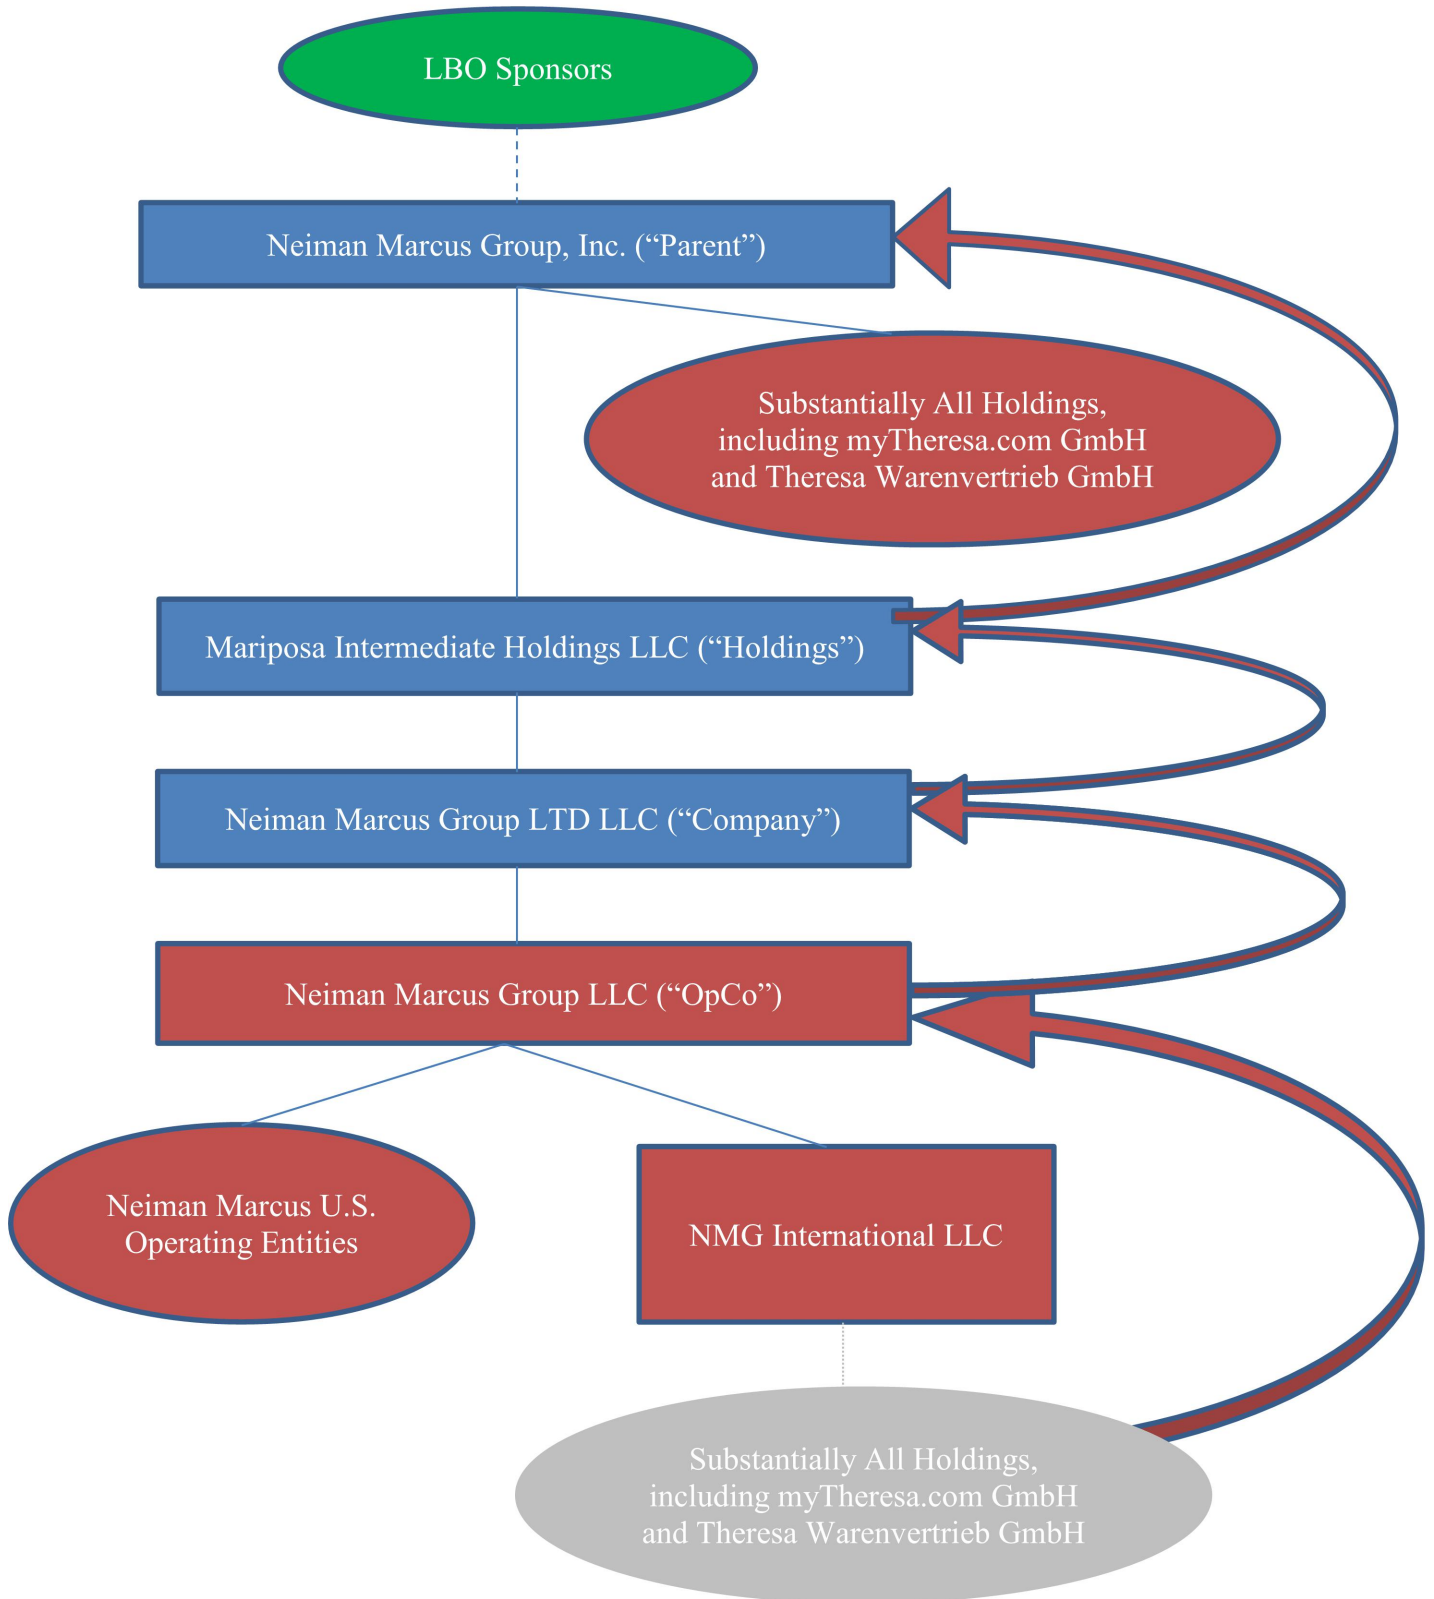 LBO Sponsors
Neiman Marcus Group, Inc. (“Parent”)
Substantially All Holdings,
including myTheresa.com GmbH
and Theresa Warenvertrieb GmbH
Mariposa Intermediate Holdings LLC (“Holdings”)
Neiman Marcus Group LTD LLC (“Company”)
Neiman Marcus Group LLC (“OpCo”)
Neiman Marcus U.S.
Operating Entities
NMG International LLC
Substantially All Holdings,
including myTheresa.com GmbH
and Theresa Warenvertrieb GmbH